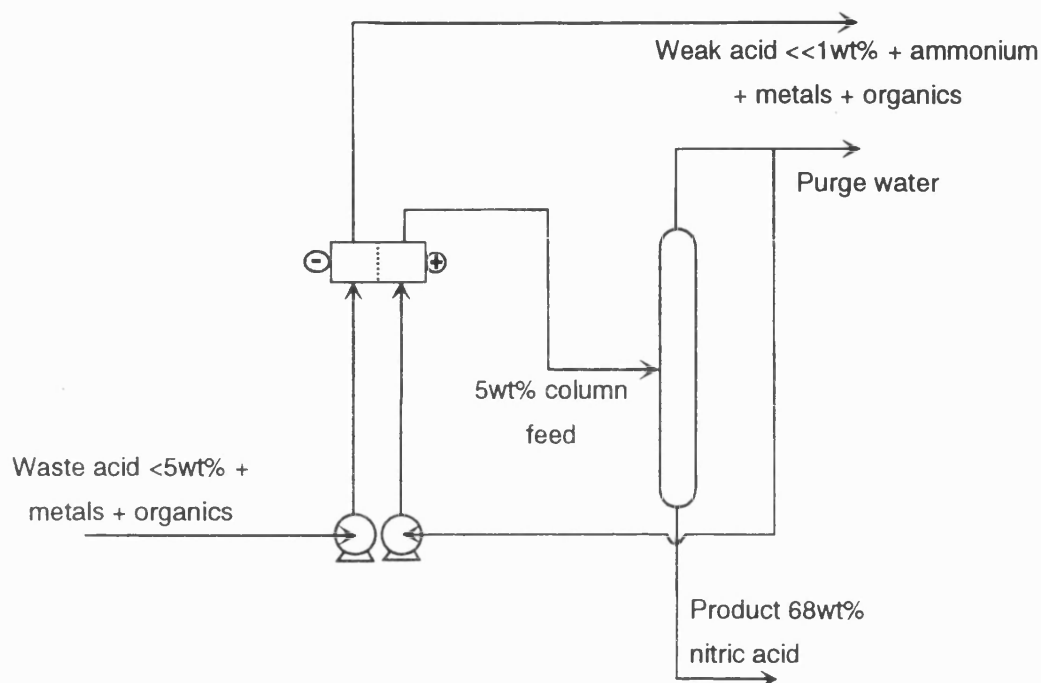 Weak acid <<1wt% + ammonium
+ metals + organics
Purge water
5wt% column
feed
Waste acid <5wt% +
metals + organics
Product 68wt%
nitric acid